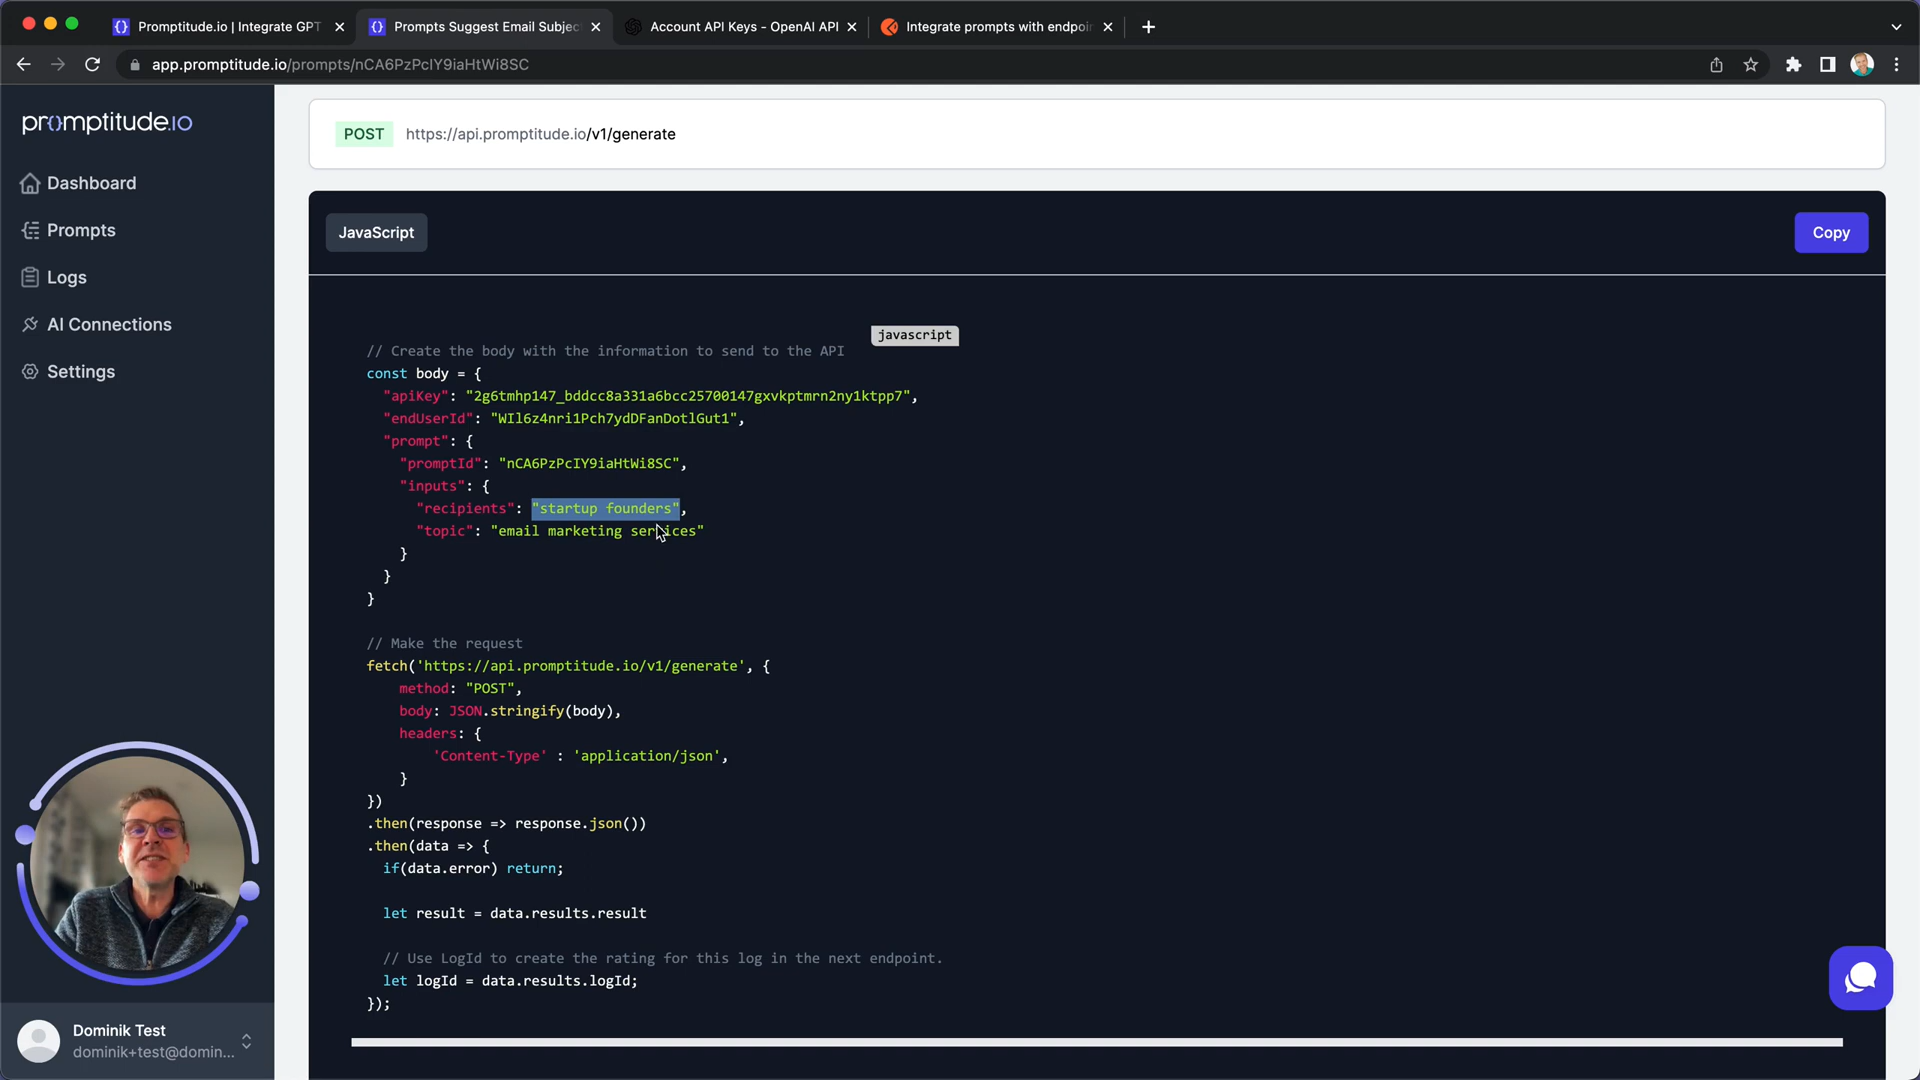 Promptitude.io | Integrate GPT
Prompts Suggest Email Subjec
Account API Keys - OpenAI API
Integrate prompts with endpoin
app.promptitude.io/prompts/nCA6PzPcIY9iaHtWi8SC
promptitude.io
Dashboard
Prompts
Logs
AI Connections
Settings
Dominik Test
dominik+test@domin...
POST https://api.promptitude.io/v1/generate
JavaScript
Copy
javascript
// Create the body with the information to send to the API
const body = {
"apiKey": "2g6tmhp147_bddcc8a331a6bcc25700147gxvkptmrn2ny1ktpp7",
"endUserId": "WIl6z4nri1Pch7ydDFanDotlGut1",
"prompt": {
"promptId": "nCA6PzPcIY9iaHtWi8SC",
"inputs": {
"recipients": "startup founders",
"topic": "email marketing services"
}
}
}
// Make the request
fetch('https://api.promptitude.io/v1/generate', {
method: "POST",
body: JSON.stringify(body),
headers: {
'Content-Type' : 'application/json',
}
})
.then(response => response.json())
.then(data => {
if(data.error) return;
let result = data.results.result
// Use LogId to create the rating for this log in the next endpoint.
let logId = data.results.logId;
});